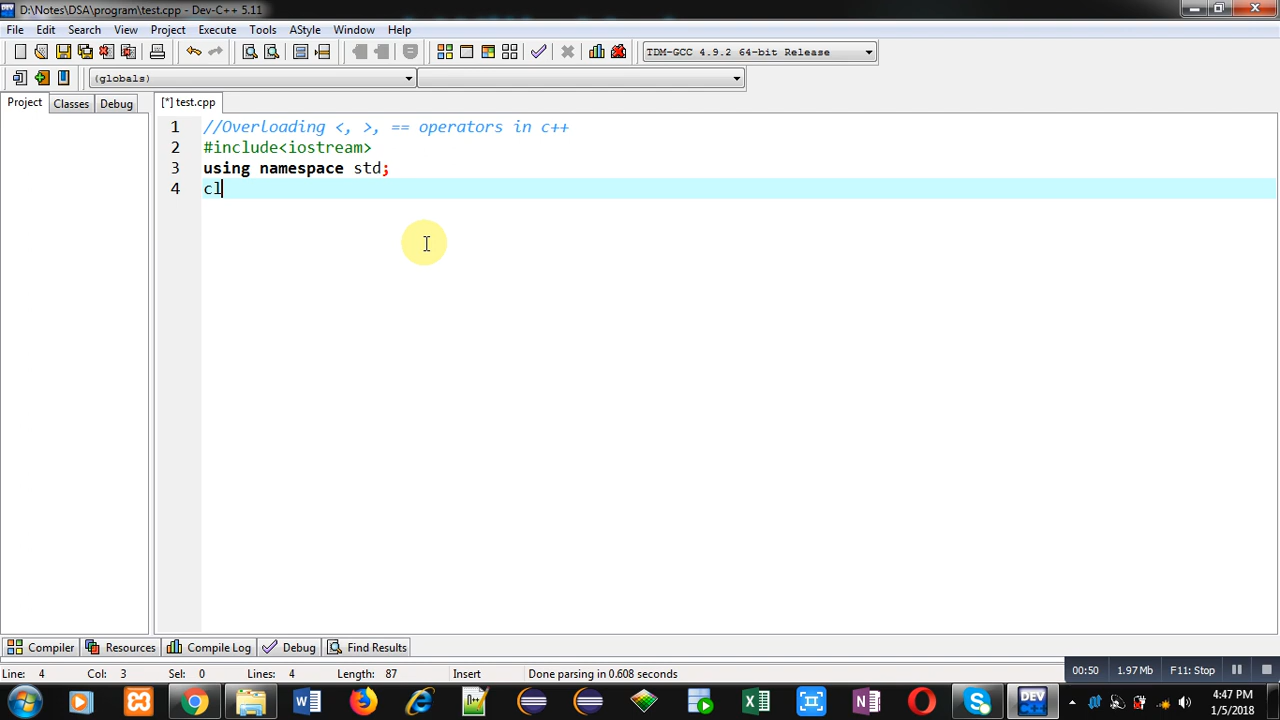 D:\Notes\DSA\program\test.cpp - Dev-C++ 5.11
File Edit Search View Project Execute Tools AStyle Window Help
TDM-GCC 4.9.2 64-bit Release
(globals)
Project Classes Debug [*] test.cpp
1 //Overloading <, >, == operators in c++
2 #include<iostream>
3 using namespace std;
4 cl
Compiler Resources Compile Log Debug Find Results
Line: 4 Col: 3 Sel: 0 Lines: 4 Length: 87 Insert Done parsing in 0.608 seconds 00:50 1.97 Mb F11: Stop
DEV
4:47 PM
1/5/2018